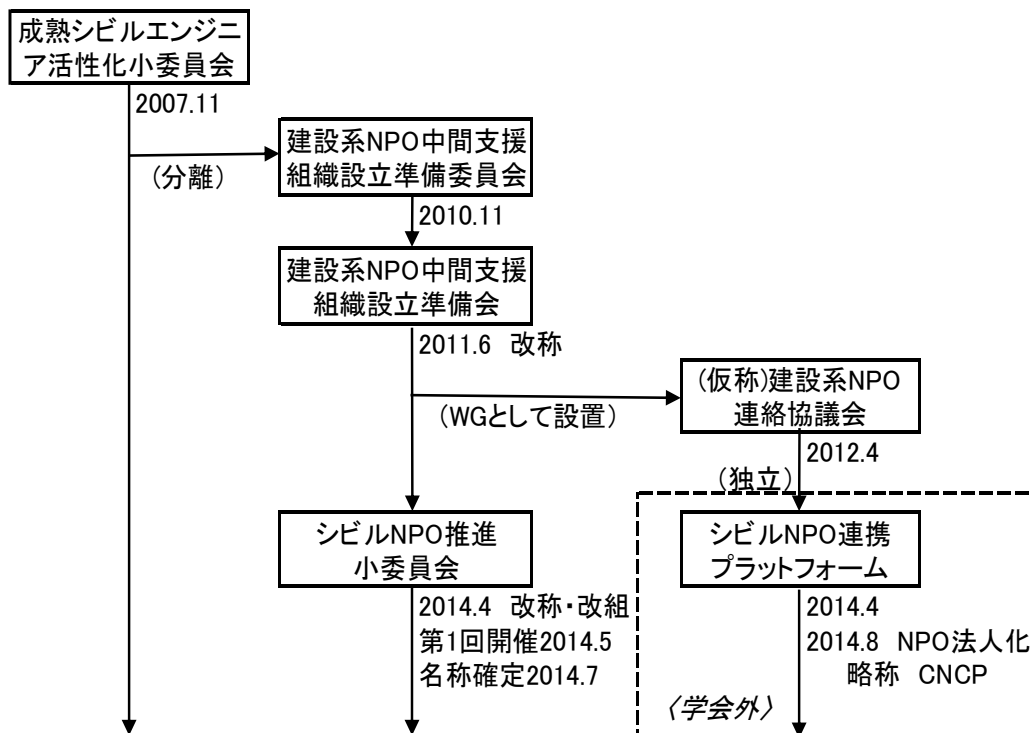 成熟シビルエンジニ
ア活性化小委員会
2007.11
(分離)
建設系NPO中間支援
組織設立準備委員会
2010.11
建設系NPO中間支援
組織設立準備会
2011.6 改称
(WGとして設置)
(仮称)建設系NPO
連絡協議会
2012.4
(独立)
シビルNPO推進
小委員会
2014.4 改称・改組
第1回開催2014.5
名称確定2014.7
シビルNPO連携
プラットフォーム
2014.4
2014.8 NPO法人化
略称 CNCP
〈学会外〉